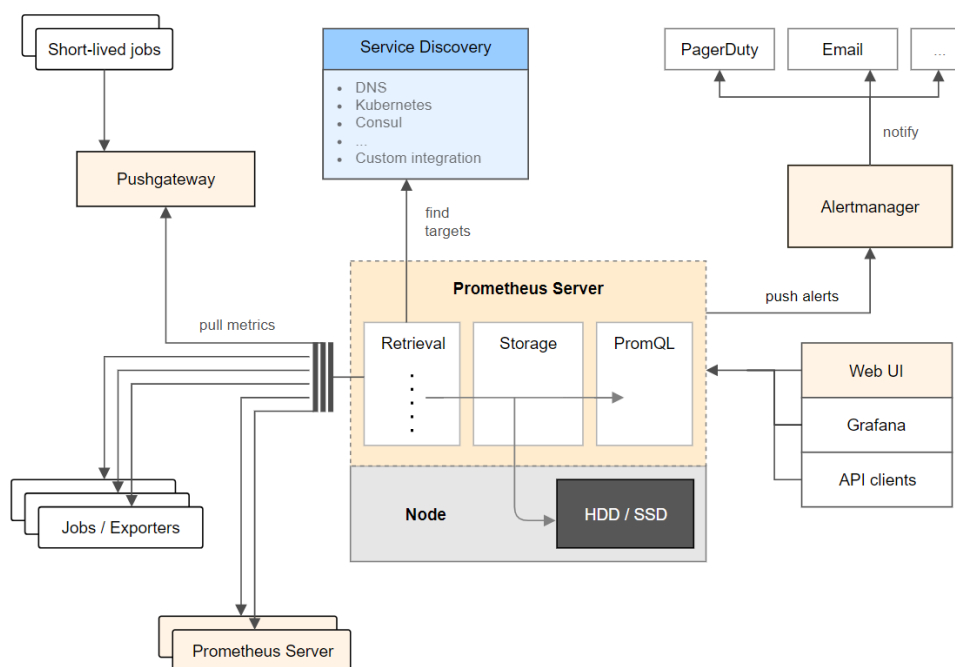 Short-lived jobs
Service Discovery
• DNS
• Kubernetes
• Consul
• ...
• Custom integration
PagerDuty
Email
...
notify
Pushgateway
Alertmanager
find
targets
Prometheus Server
push alerts
pull metrics
Retrieval
Storage
PromQL
Web UI
Grafana
API clients
Jobs / Exporters
Node
HDD / SSD
Prometheus Server